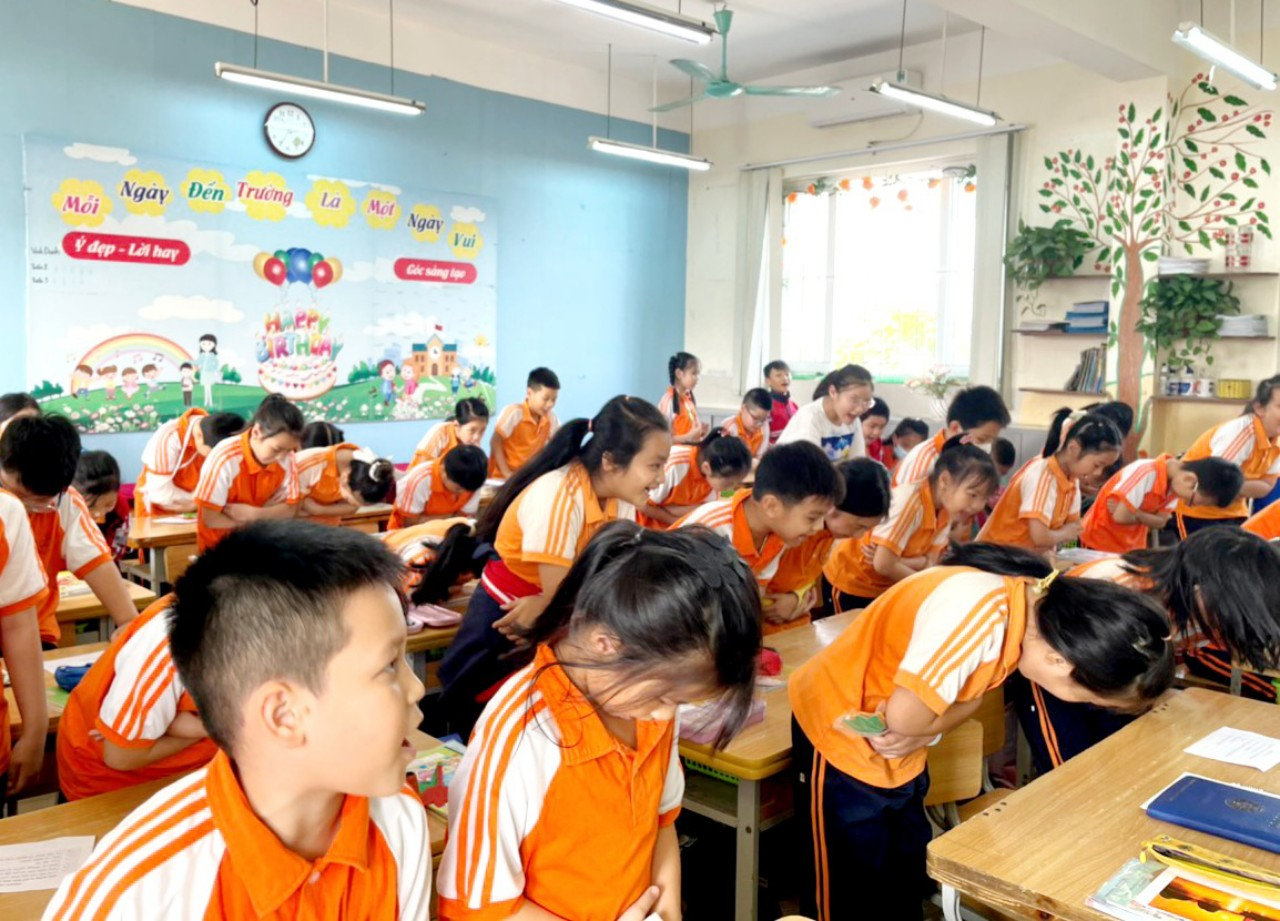 Mỗi Ngày Đến Trường Là Một Ngày Vui
Ý đẹp - Lời hay
Góc sáng tạo
HAPPY
BIRTHDAY